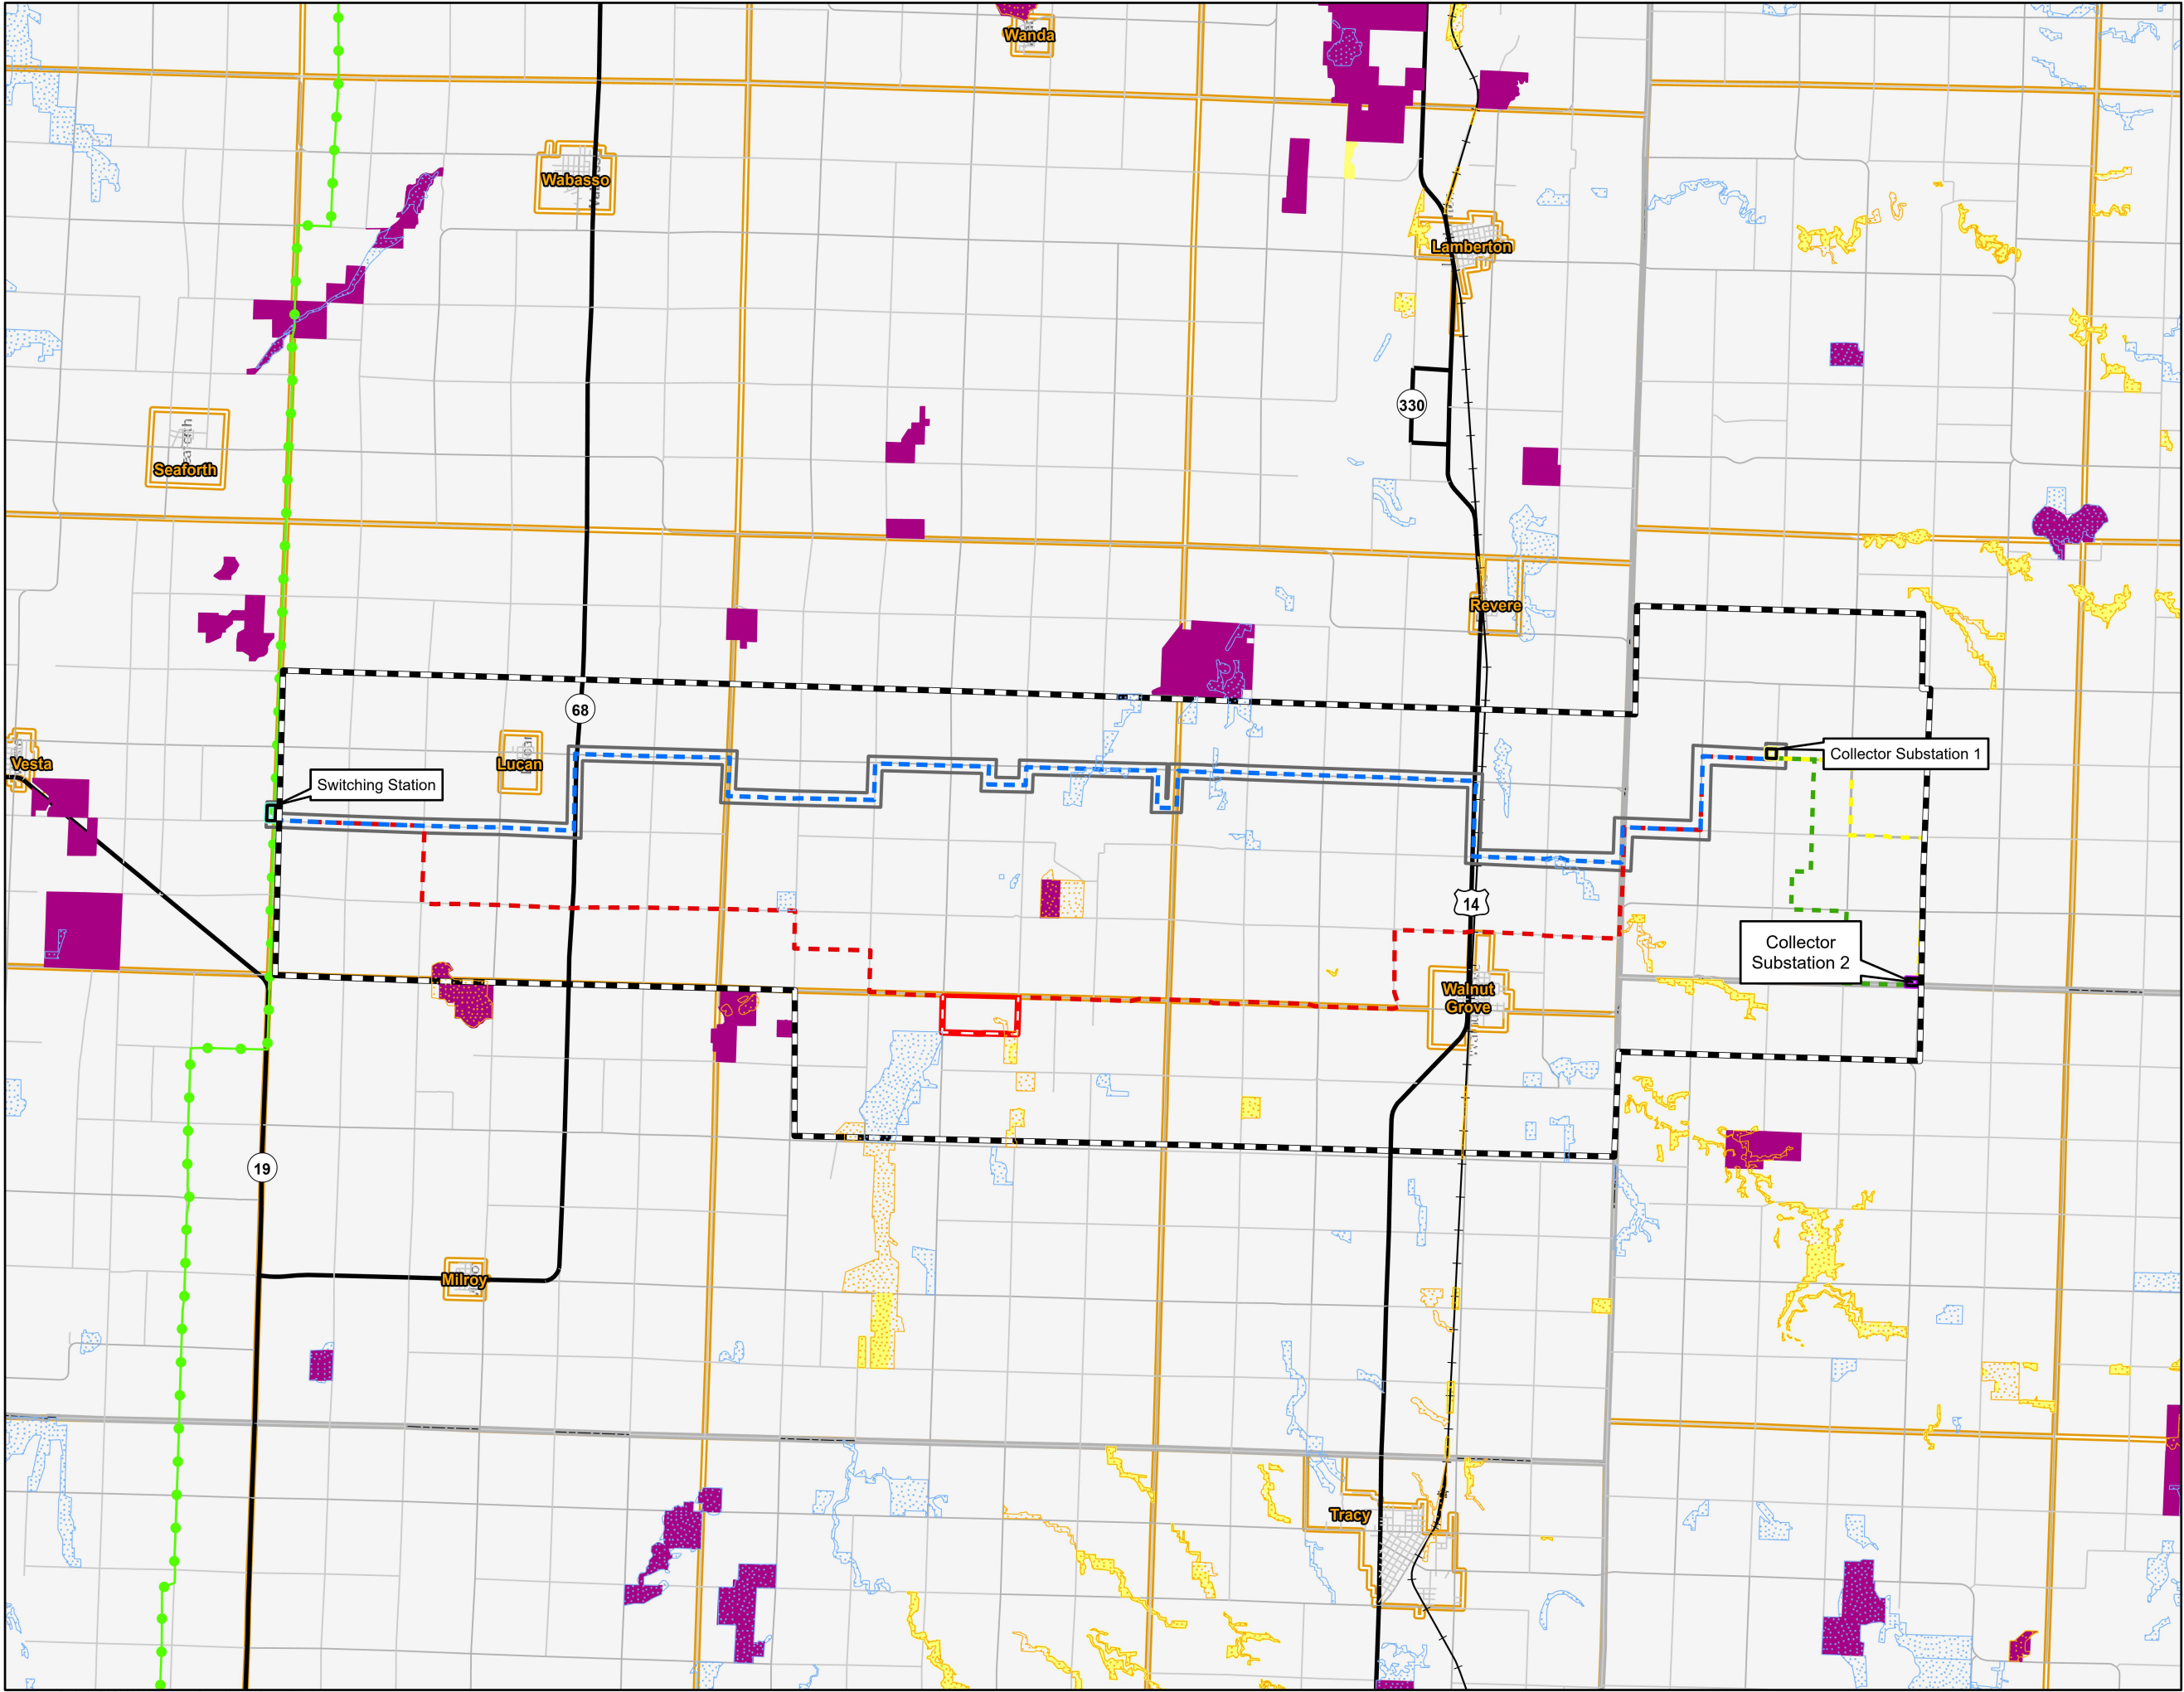 Wanda
Wabasso
Lamberton
330
Seaforth
Revere
68
Vesta
Lucan
Collector Substation 1
Switching Station
14
Collector
Substation 2
Walnut
Grove
19
Milroy
Tracy